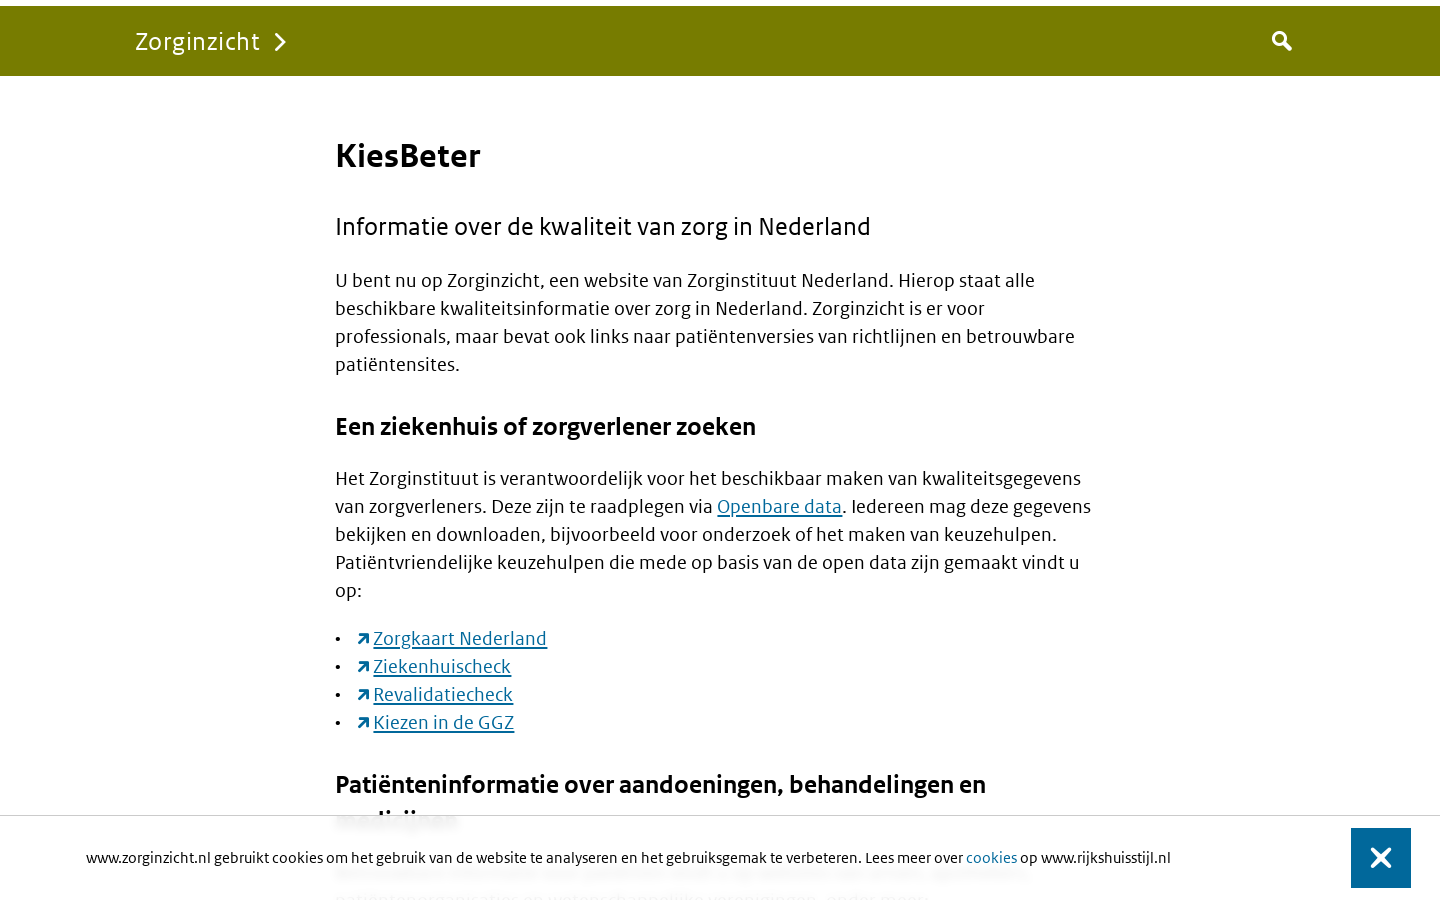 Zorginzicht
KiesBeter
Informatie over de kwaliteit van zorg in Nederland
U bent nu op Zorginzicht, een website van Zorginstituut Nederland. Hierop staat alle
beschikbare kwaliteitsinformatie over zorg in Nederland. Zorginzicht is er voor
professionals, maar bevat ook links naar patiëntenversies van richtlijnen en betrouwbare
patiëntensites.
Een ziekenhuis of zorgverlener zoeken
Het Zorginstituut is verantwoordelijk voor het beschikbaar maken van kwaliteitsgegevens
van zorgverleners. Deze zijn te raadplegen via Openbare data. Iedereen mag deze gegevens
bekijken en downloaden, bijvoorbeeld voor onderzoek of het maken van keuzehulpen.
Patiëntvriendelijke keuzehulpen die mede op basis van de open data zijn gemaakt vindt u
op:
• Zorgkaart Nederland
• Ziekenhuischeck
• Revalidatiecheck
• Kiezen in de GGZ
Patiënteninformatie over aandoeningen, behandelingen en
medicijnen
www.zorginzicht.nl gebruikt cookies om het gebruik van de website te analyseren en het gebruiksgemak te verbeteren. Lees meer over cookies op www.rijkshuisstijl.nl